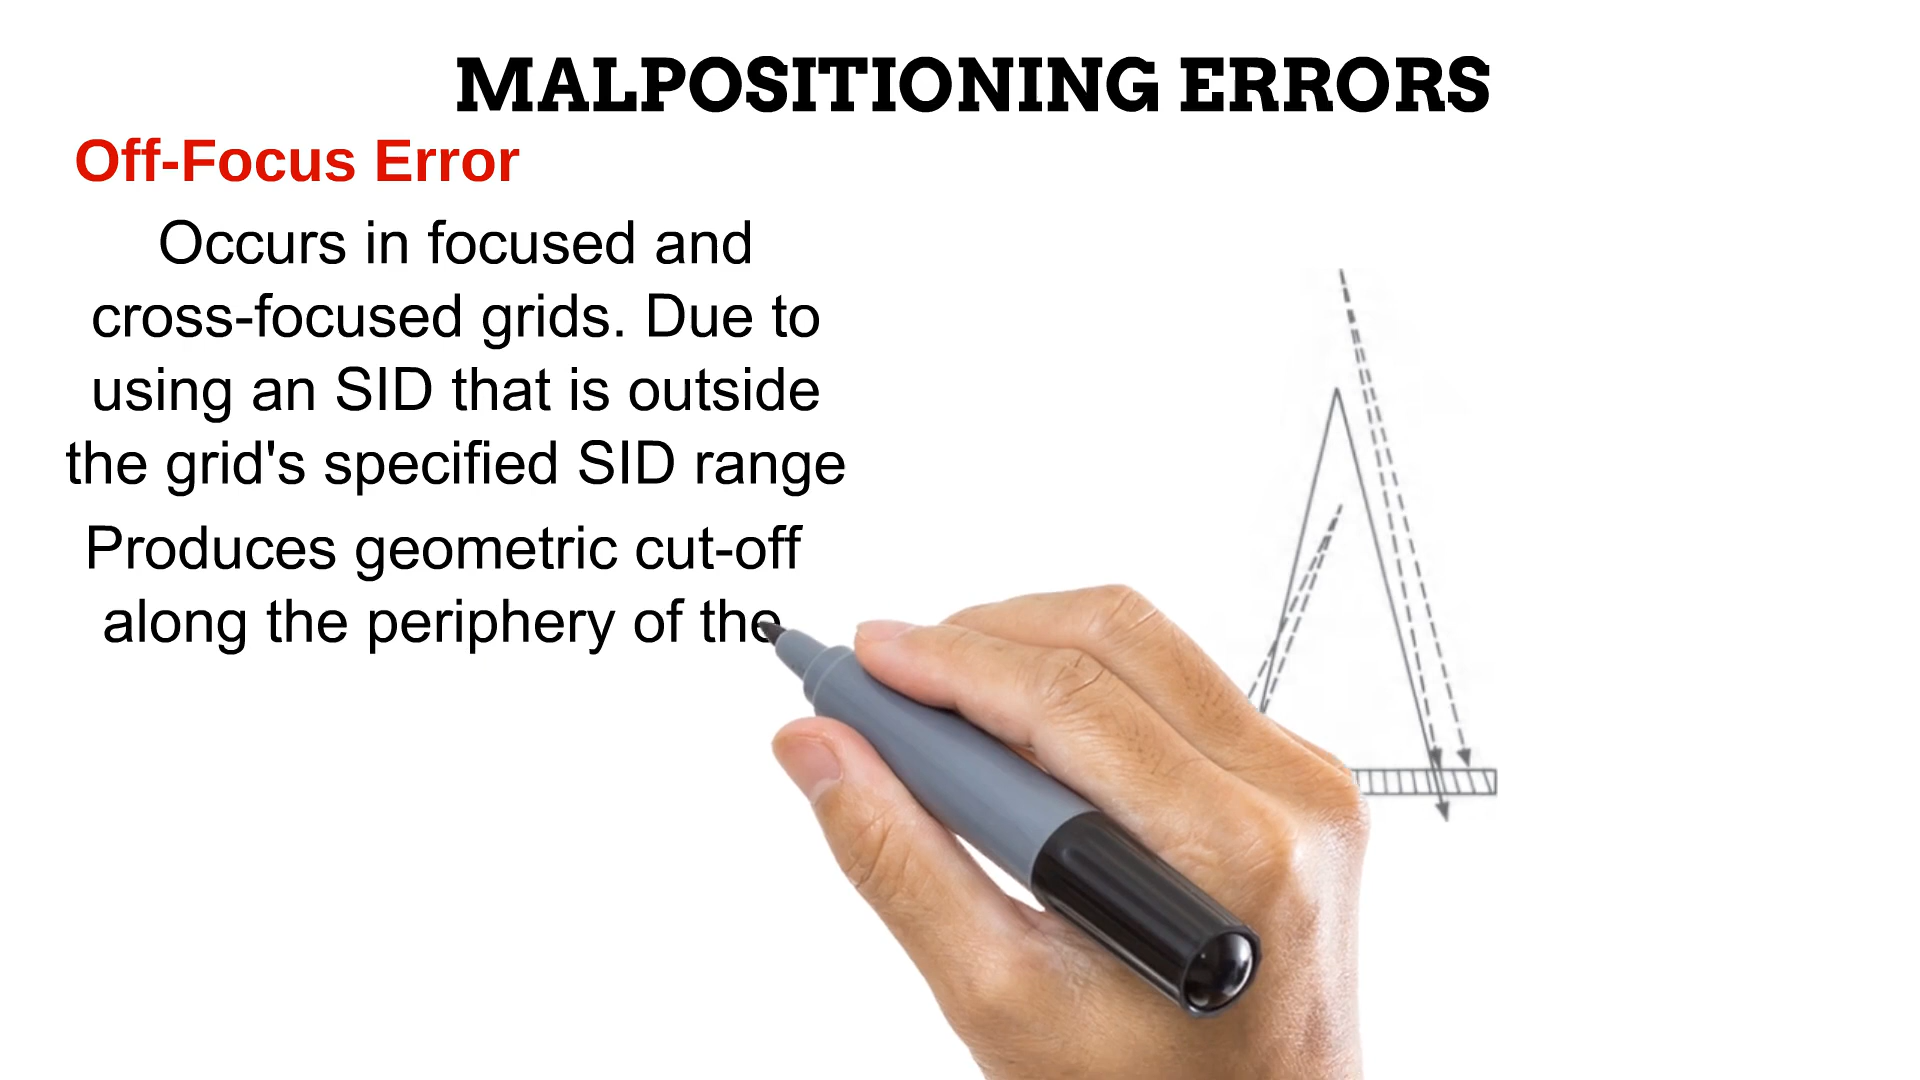 MALPOSITIONING ERRORS
Off-Focus Error
Occurs in focused and
cross-focused grids. Due to
using an SID that is outside
the grid's specified SID range
Produces geometric cut-off
along the periphery of the